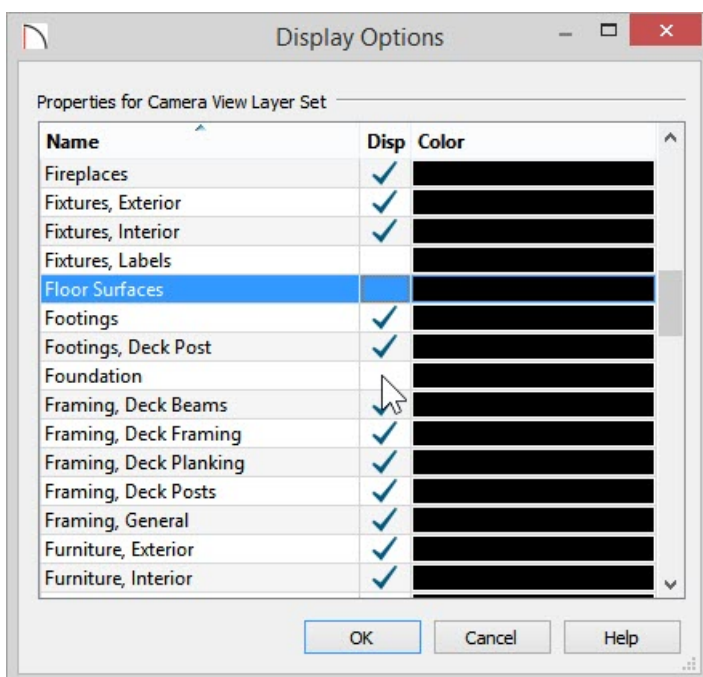 Display Options
Properties for Camera View Layer Set
Name Disp Color
Fireplaces
Fixtures, Exterior
Fixtures, Interior
Fixtures, Labels
Floor Surfaces
Footings
Footings, Deck Post
Foundation
Framing, Deck Beams
Framing, Deck Framing
Framing, Deck Planking
Framing, Deck Posts
Framing, General
Furniture, Exterior
Furniture, Interior
OK Cancel Help